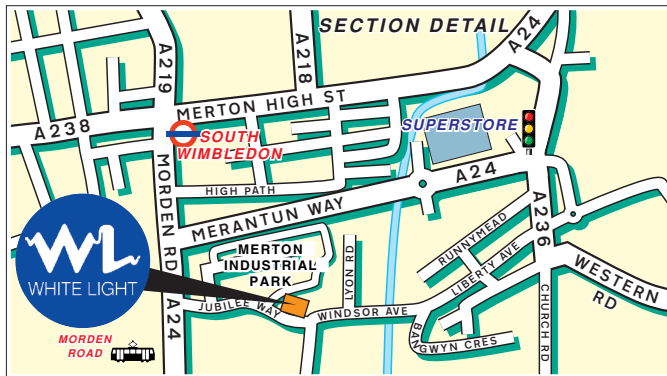 SECTION DETAIL
A24
A219
A218
MERTON HIGH ST
A238
SOUTH
WIMBLEDON
SUPERSTORE
MORDEN RD
HIGH PATH
A24
MERANTUN WAY
A236
RUNNYMEAD
LIBERTY AVE
WL
WHITE LIGHT
MERTON
INDUSTRIAL
PARK
LYON RD
WESTERN
RD
A24
JUBILEE WAY
WINDSOR AVE
BANGWYN CRES
CHURCH RD
MORDEN
ROAD